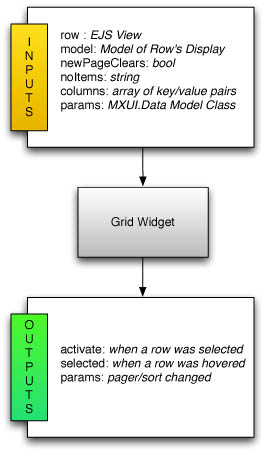 INPUTS
row : EJS View
model: Model of Row's Display
newPageClears: bool
noItems: string
columns: array of key/value pairs
params: MXUI.Data Model Class
Grid Widget
OUTPUTS
activate: when a row was selected
selected: when a row was hovered
params: pager/sort changed